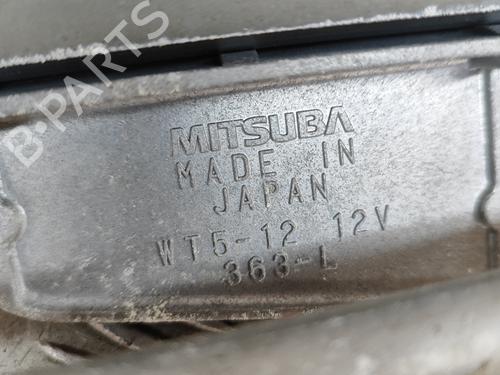 B-PARTS
MITSUBA
MADE IN
JAPAN
WT5-12 12V
363-L